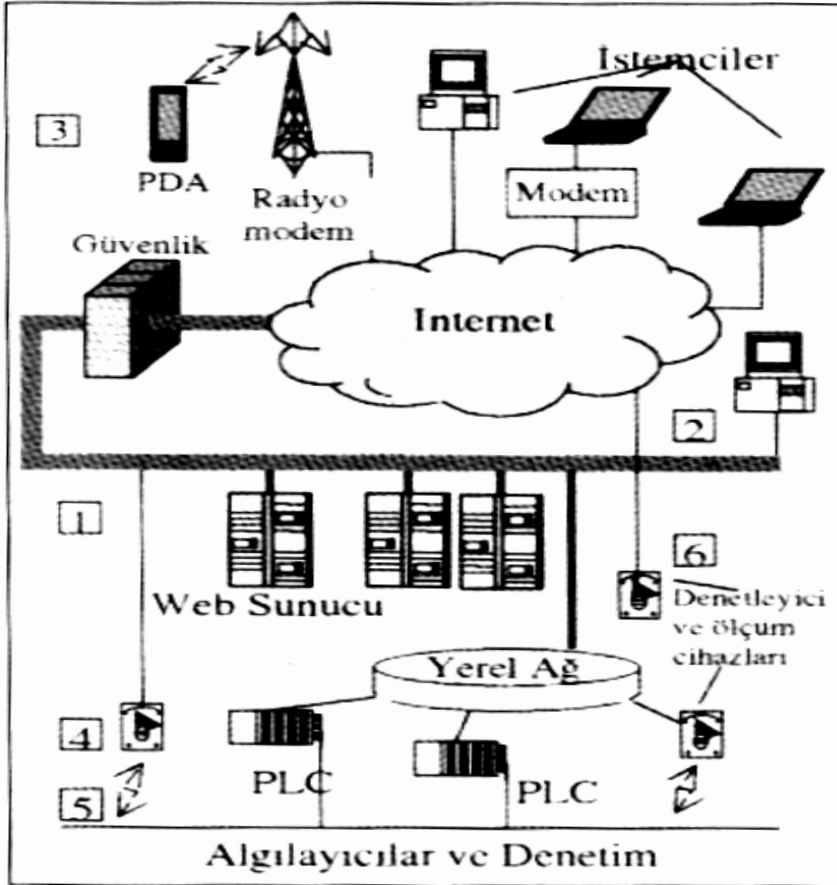 İstemciler
3
PDA
Radyo
modem
Modem
Güvenlik
Internet
2
1
6
Web Sunucu
Denetleyici
ve ölçüm
cihazları
Yerel Ağ
4
PLC
PLC
5
Algılayıcılar ve Denetim